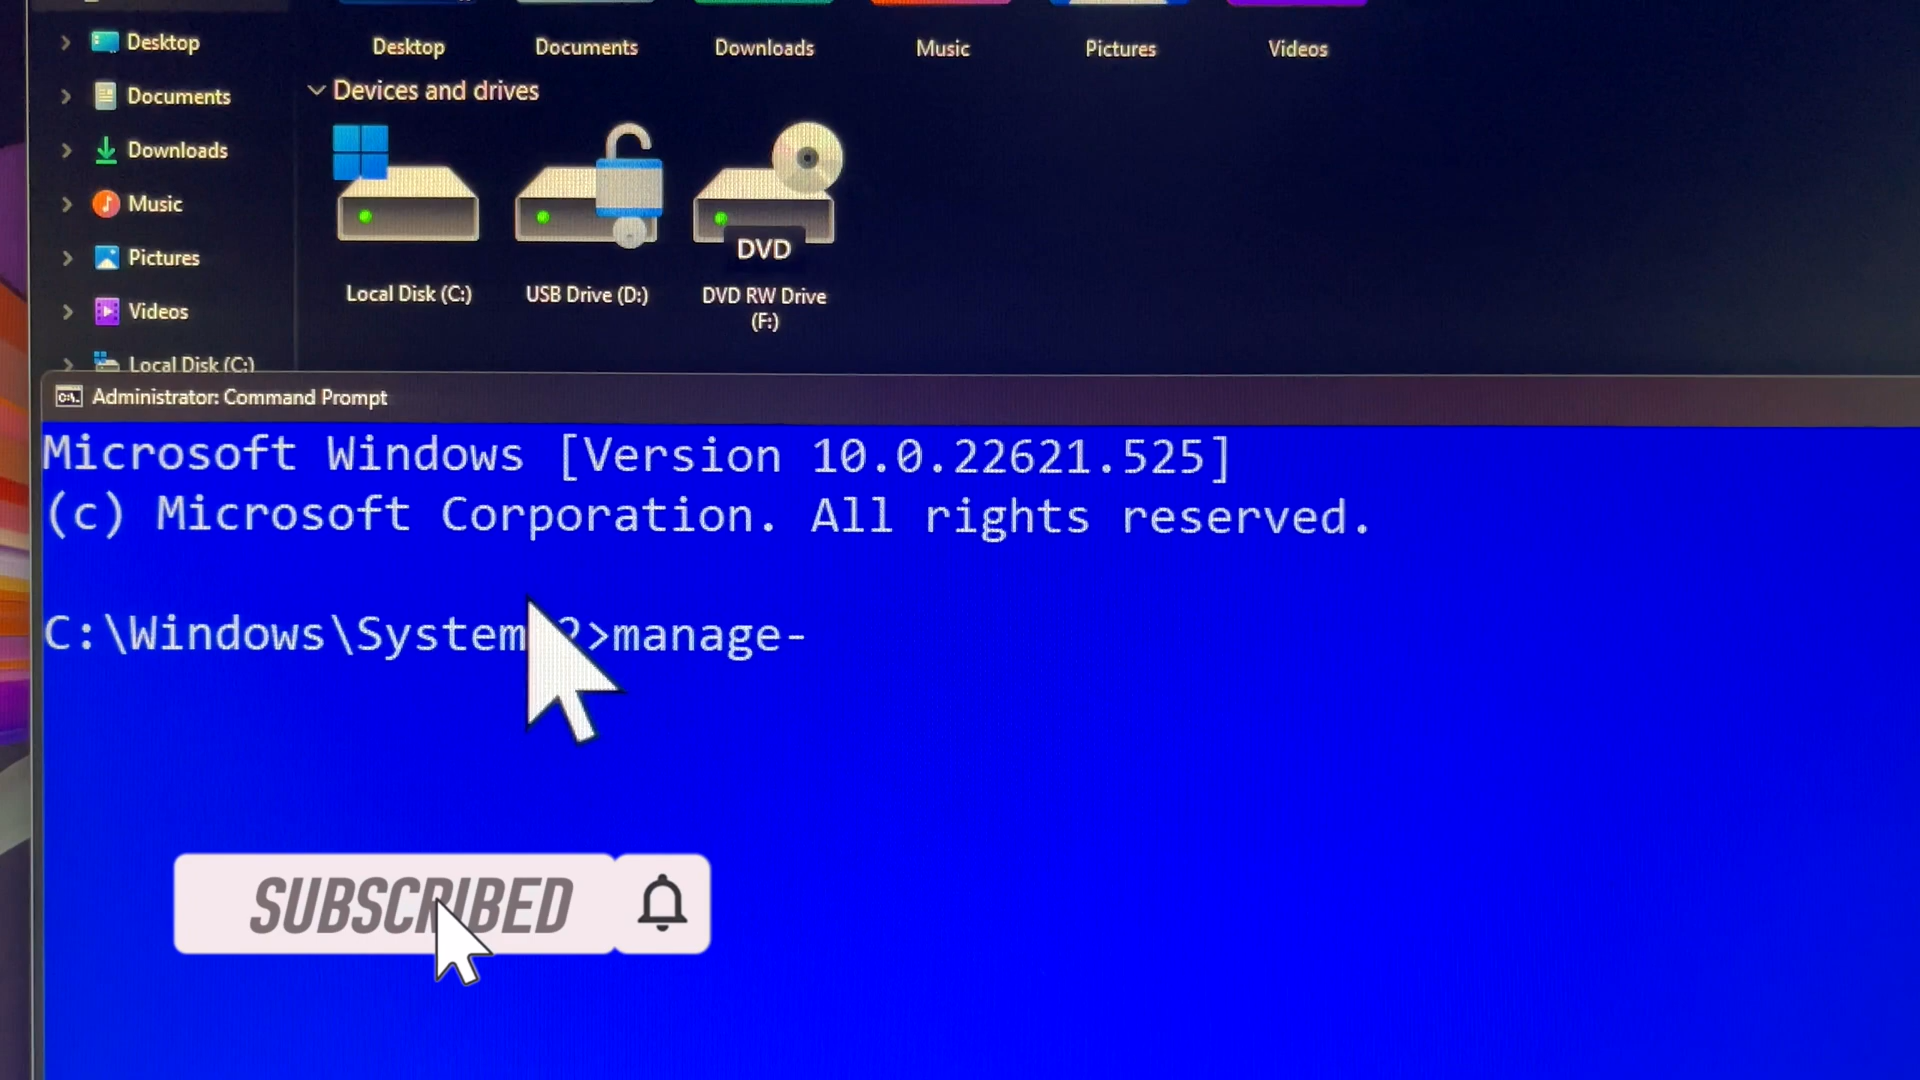 Desktop
Documents
Downloads
Music
Pictures
Videos
Local Disk (C:)
Desktop
Documents
Downloads
Music
Pictures
Videos
Devices and drives
DVD
Local Disk (C:)
USB Drive (D:)
DVD RW Drive
(F:)
Administrator: Command Prompt
Microsoft Windows [Version 10.0.22621.525]
(c) Microsoft Corporation. All rights reserved.
C:\Windows\System 2>manage-
SUBSCRIBED